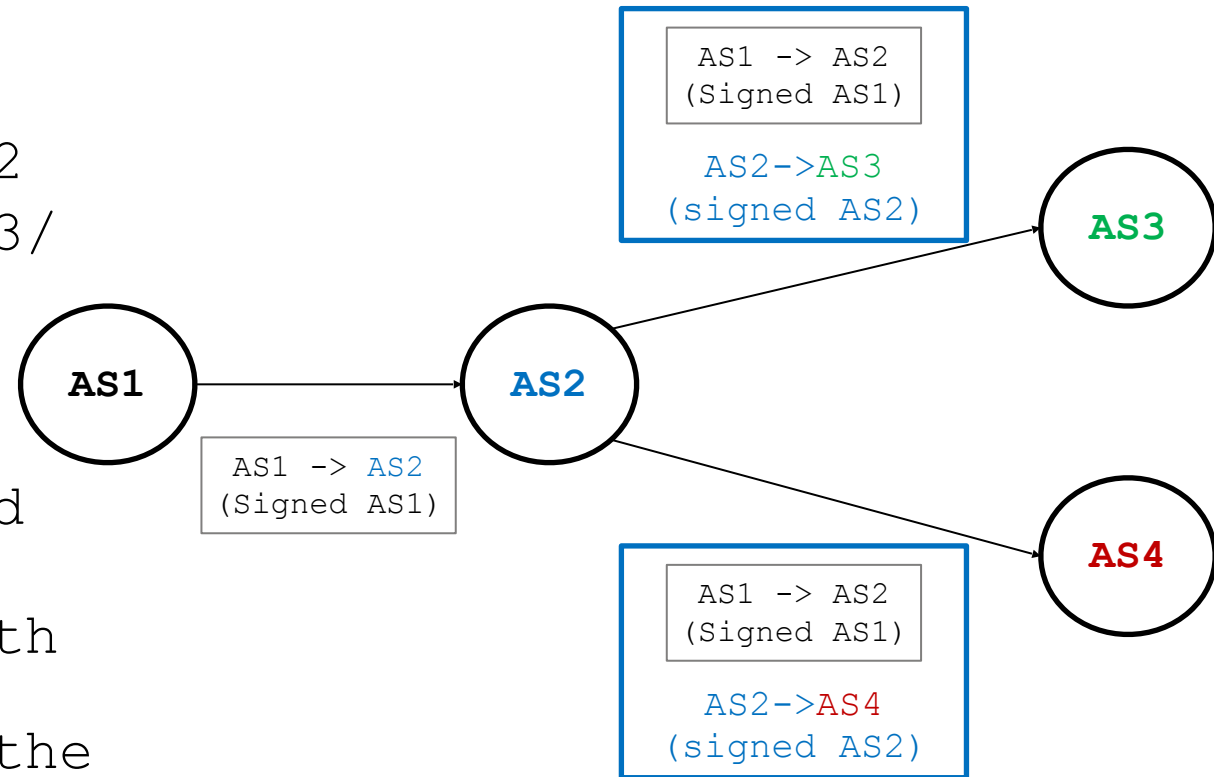 2
3/
d
th
the
AS1
AS1 -> AS2
(Signed AS1)
AS2
AS1 -> AS2
(Signed AS1)
AS2->AS3
(signed AS2)
AS3
AS1 -> AS2
(Signed AS1)
AS2->AS4
(signed AS2)
AS4